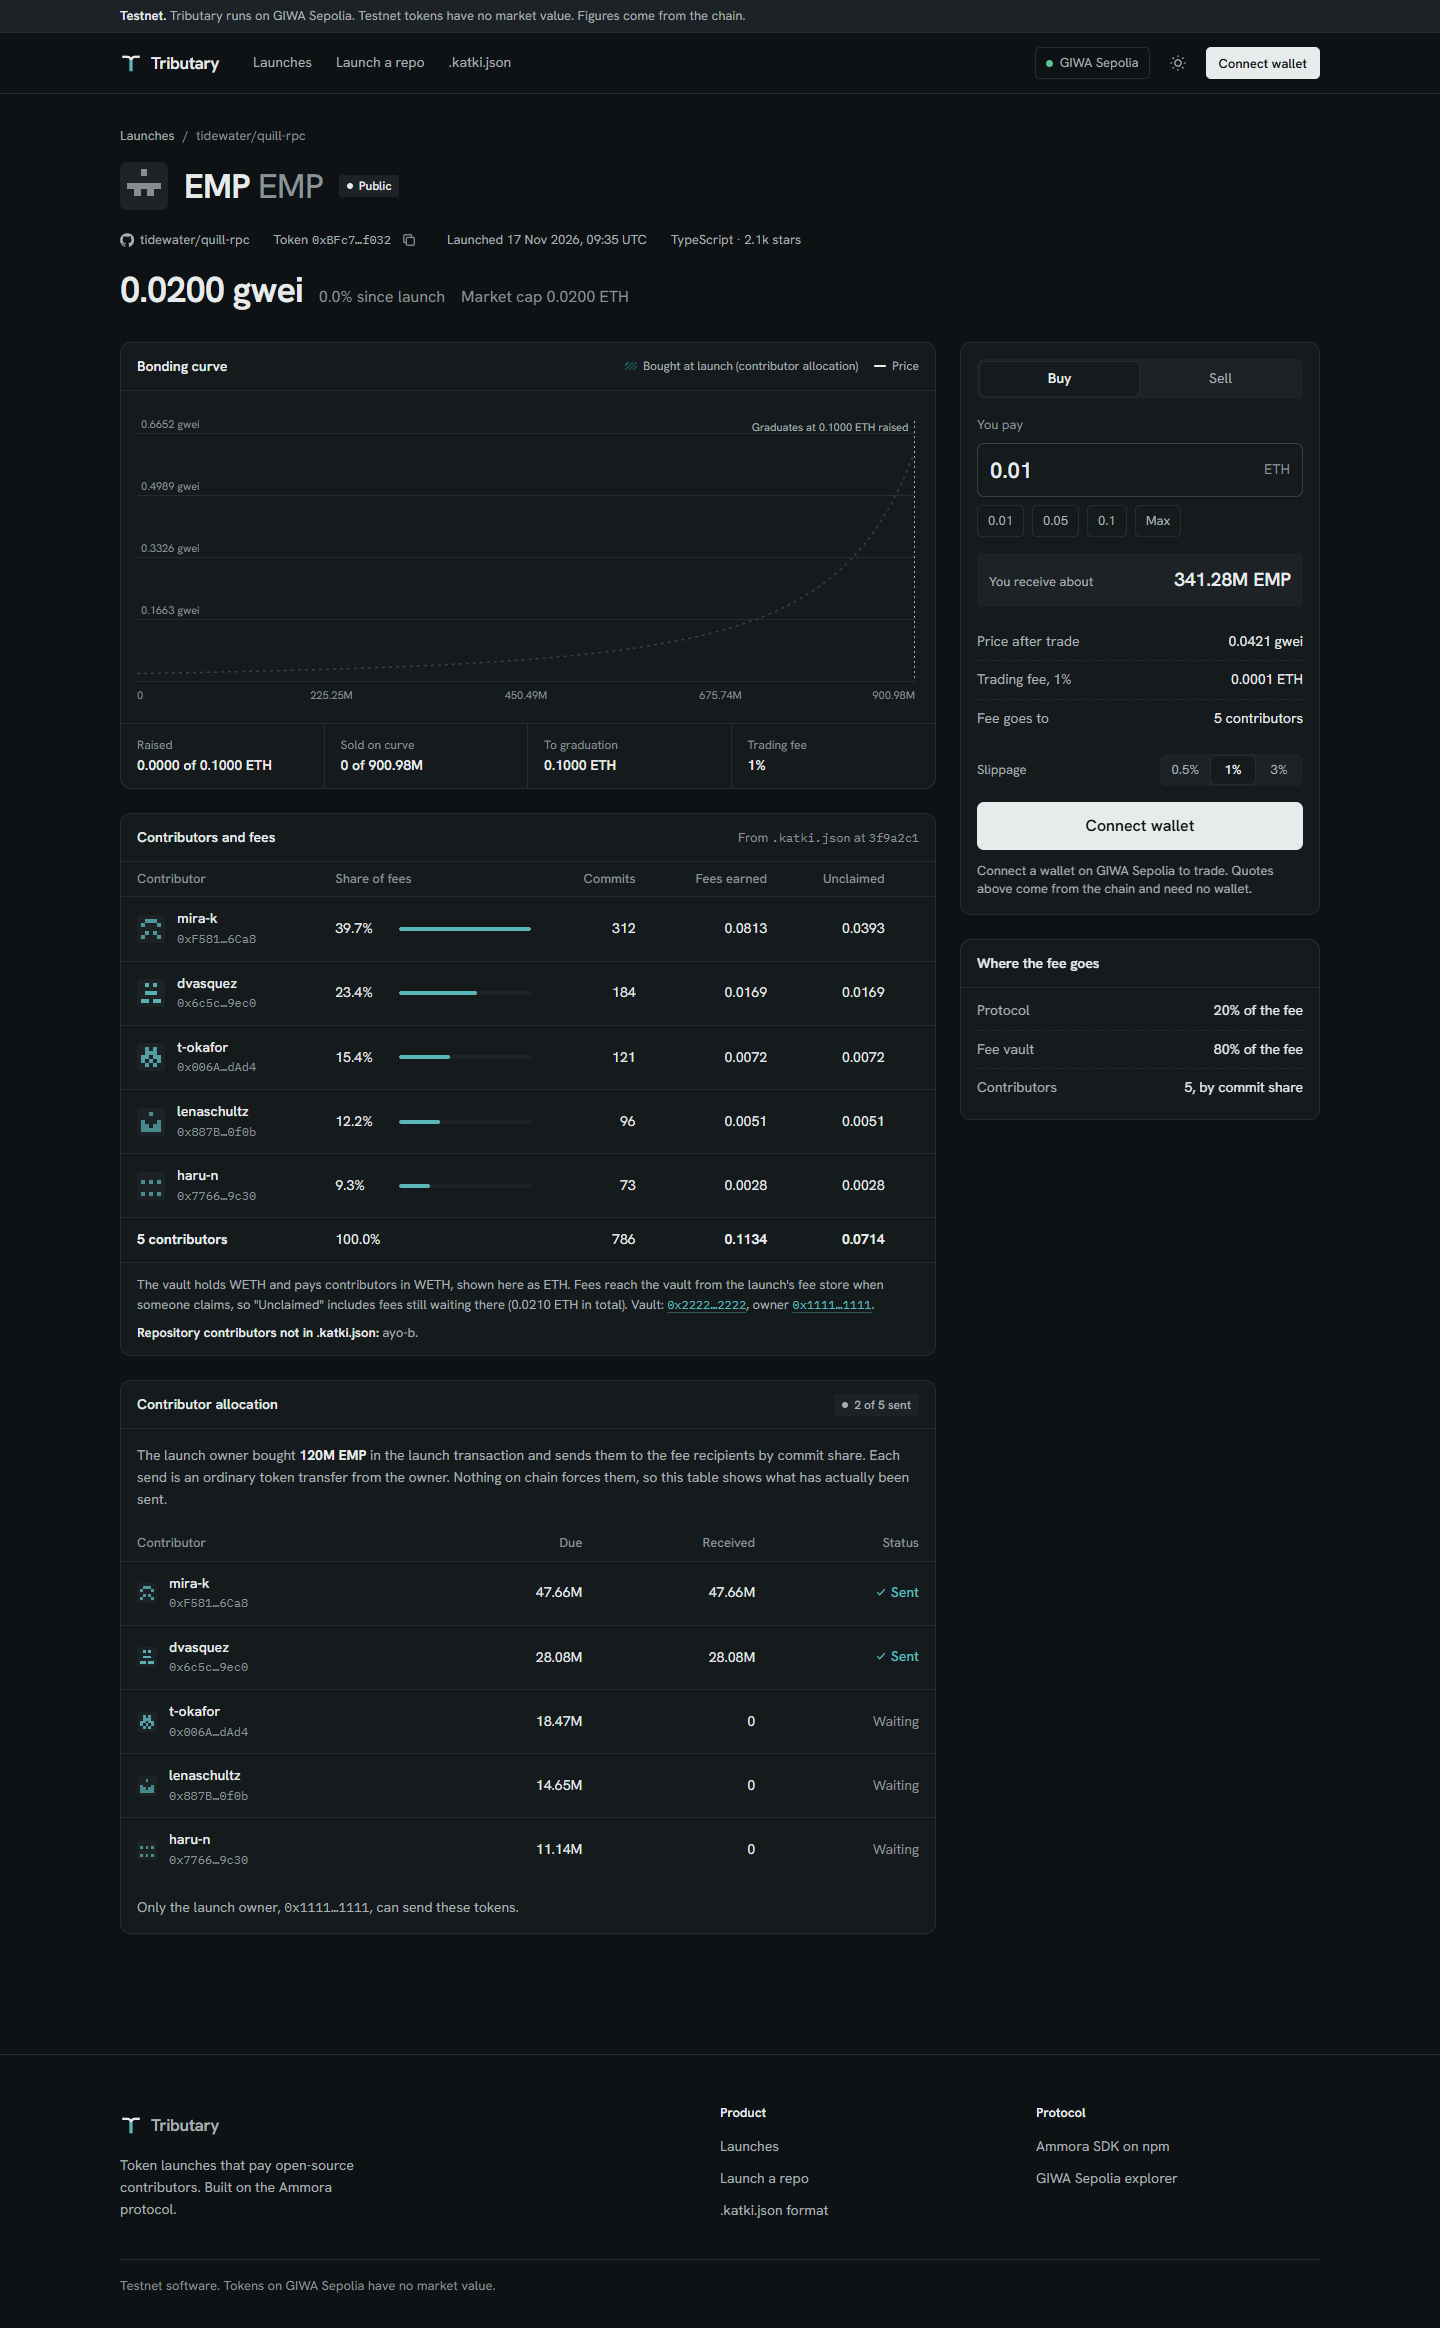 Testnet. Tributary runs on GIWA Sepolia. Testnet tokens have no market value. Figures come from the chain.
Tributary
Launches
Launch a repo
.katki.json
GIWA Sepolia
Connect wallet
Launches / tidewater/quill-rpc
EMP EMP
Public
tidewater/quill-rpc
Token 0xBFc7…f032
Launched 17 Nov 2026, 09:35 UTC
TypeScript · 2.1k stars
0.0200 gwei
0.0% since launch
Market cap 0.0200 ETH
Bonding curve
Bought at launch (contributor allocation)
Price
0.6652 gwei
Graduates at 0.1000 ETH raised
0.4989 gwei
0.3326 gwei
0.1663 gwei
0
225.25M
450.49M
675.74M
900.98M
Raised
0.0000 of 0.1000 ETH
Sold on curve
0 of 900.98M
To graduation
0.1000 ETH
Trading fee
1%
Buy
Sell
You pay
0.01
ETH
0.01
0.05
0.1
Max
You receive about
341.28M EMP
Price after trade
0.0421 gwei
Trading fee, 1%
0.0001 ETH
Fee goes to
5 contributors
Slippage
0.5%
1%
3%
Connect wallet
Connect a wallet on GIWA Sepolia to trade. Quotes
above come from the chain and need no wallet.
Where the fee goes
Protocol
20% of the fee
Fee vault
80% of the fee
Contributors
5, by commit share
Contributors and fees
From .katki.json at 3f9a2c1
Contributor
Share of fees
Commits
Fees earned
Unclaimed
mira-k
0xF581…6Ca8
39.7%
312
0.0813
0.0393
dvasquez
0x6c5c…9ec0
23.4%
184
0.0169
0.0169
t-okafor
0x006A…dAd4
15.4%
121
0.0072
0.0072
lenaschultz
0x887B…0f0b
12.2%
96
0.0051
0.0051
haru-n
0x7766…9c30
9.3%
73
0.0028
0.0028
5 contributors
100.0%
786
0.1134
0.0714
The vault holds WETH and pays contributors in WETH, shown here as ETH. Fees reach the vault from the launch's fee store when
someone claims, so "Unclaimed" includes fees still waiting there (0.0210 ETH in total). Vault: 0x2222…2222, owner 0x1111…1111.
Repository contributors not in .katki.json: ayo-b.
Contributor allocation
2 of 5 sent
The launch owner bought 120M EMP in the launch transaction and sends them to the fee recipients by commit share. Each
send is an ordinary token transfer from the owner. Nothing on chain forces them, so this table shows what has actually been
sent.
Contributor
Due
Received
Status
mira-k
0xF581…6Ca8
47.66M
47.66M
✓ Sent
dvasquez
0x6c5c…9ec0
28.08M
28.08M
✓ Sent
t-okafor
0x006A…dAd4
18.47M
0
Waiting
lenaschultz
0x887B…0f0b
14.65M
0
Waiting
haru-n
0x7766…9c30
11.14M
0
Waiting
Only the launch owner, 0x1111…1111, can send these tokens.
Tributary
Token launches that pay open-source
contributors. Built on the Ammora
protocol.
Product
Launches
Launch a repo
.katki.json format
Protocol
Ammora SDK on npm
GIWA Sepolia explorer
Testnet software. Tokens on GIWA Sepolia have no market value.